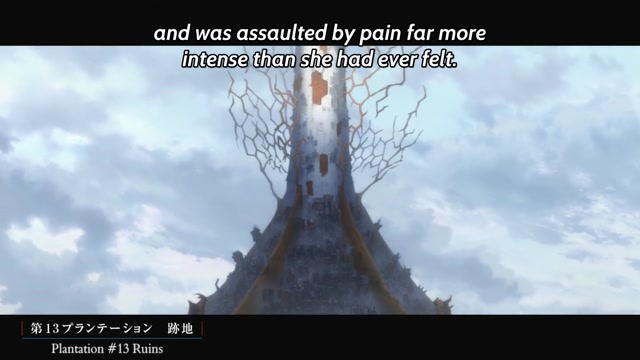 and was assaulted by pain far more
intense than she had ever felt.
第13プランテーション 跡地
Plantation #13 Ruins